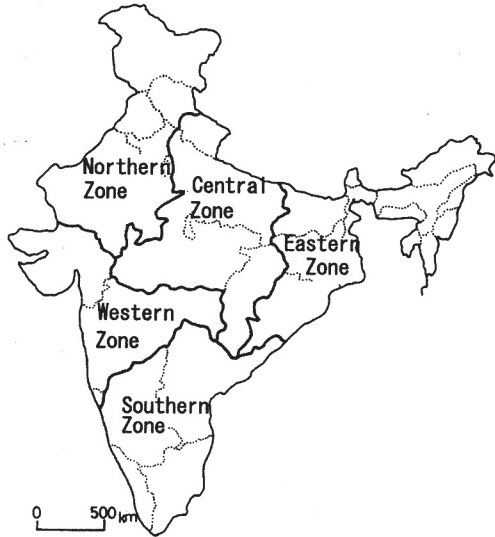 Northern
Zone
Central
Zone
Eastern
Zone
Western
Zone
Southern
Zone
0 500km